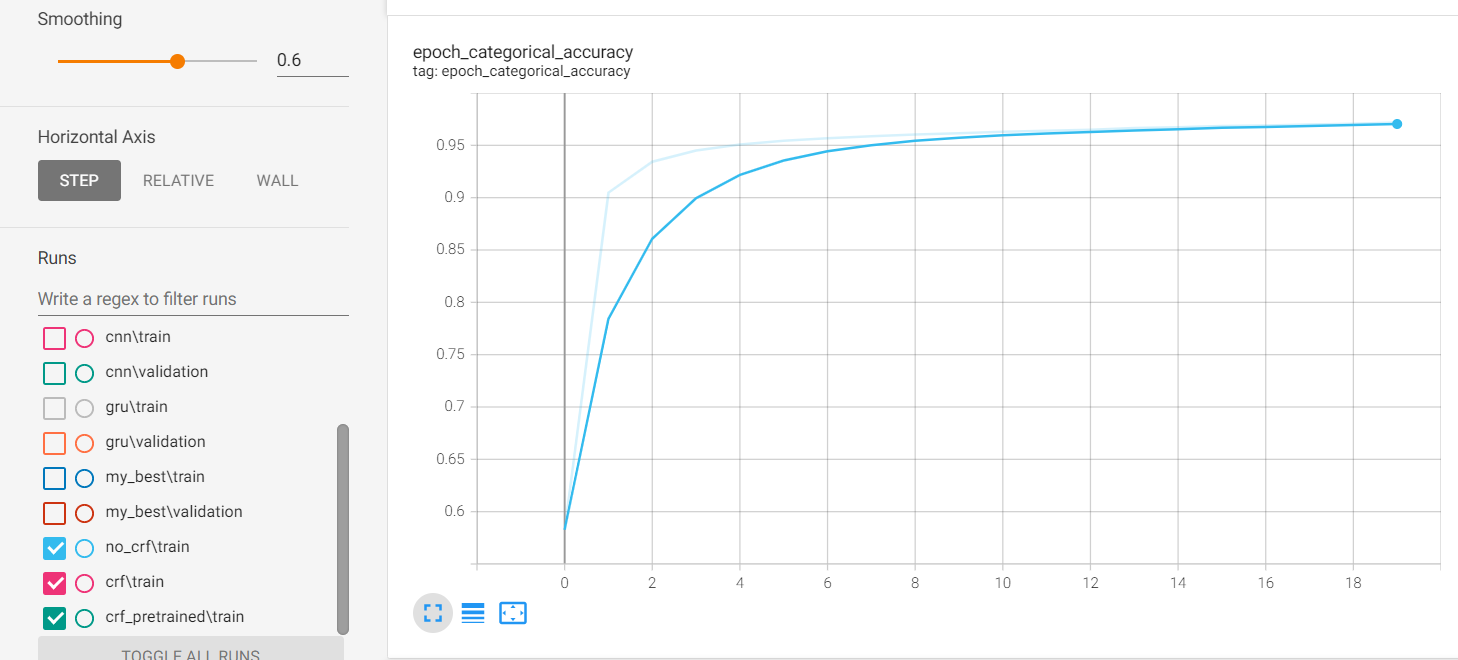 Smoothing
0.6
Horizontal Axis
STEP RELATIVE WALL
Runs
Write a regex to filter runs
cnn\train
cnn\validation
gru\train
gru\validation
my_best\train
my_best\validation
no_crf\train
crf\train
crf_pretrained\train
TOGGLE ALL RUNS
epoch_categorical_accuracy
tag: epoch_categorical_accuracy
0.95
0.9
0.85
0.8
0.75
0.7
0.65
0.6
0 2 4 6 8 10 12 14 16 18